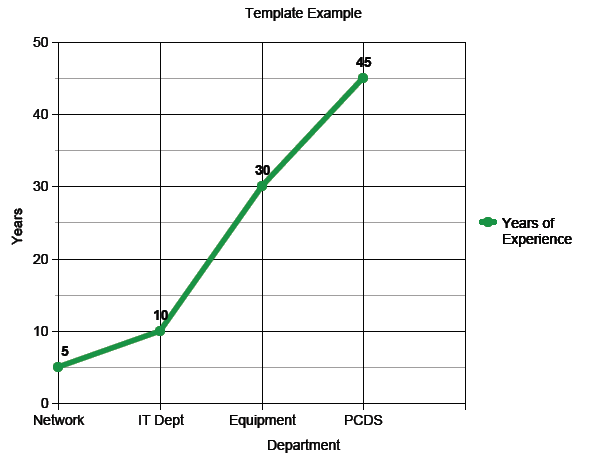 Template Example
50
45
40
30
30
Years
Years of
Experience
20
10
10
5
0
Network IT Dept Equipment PCDS
Department